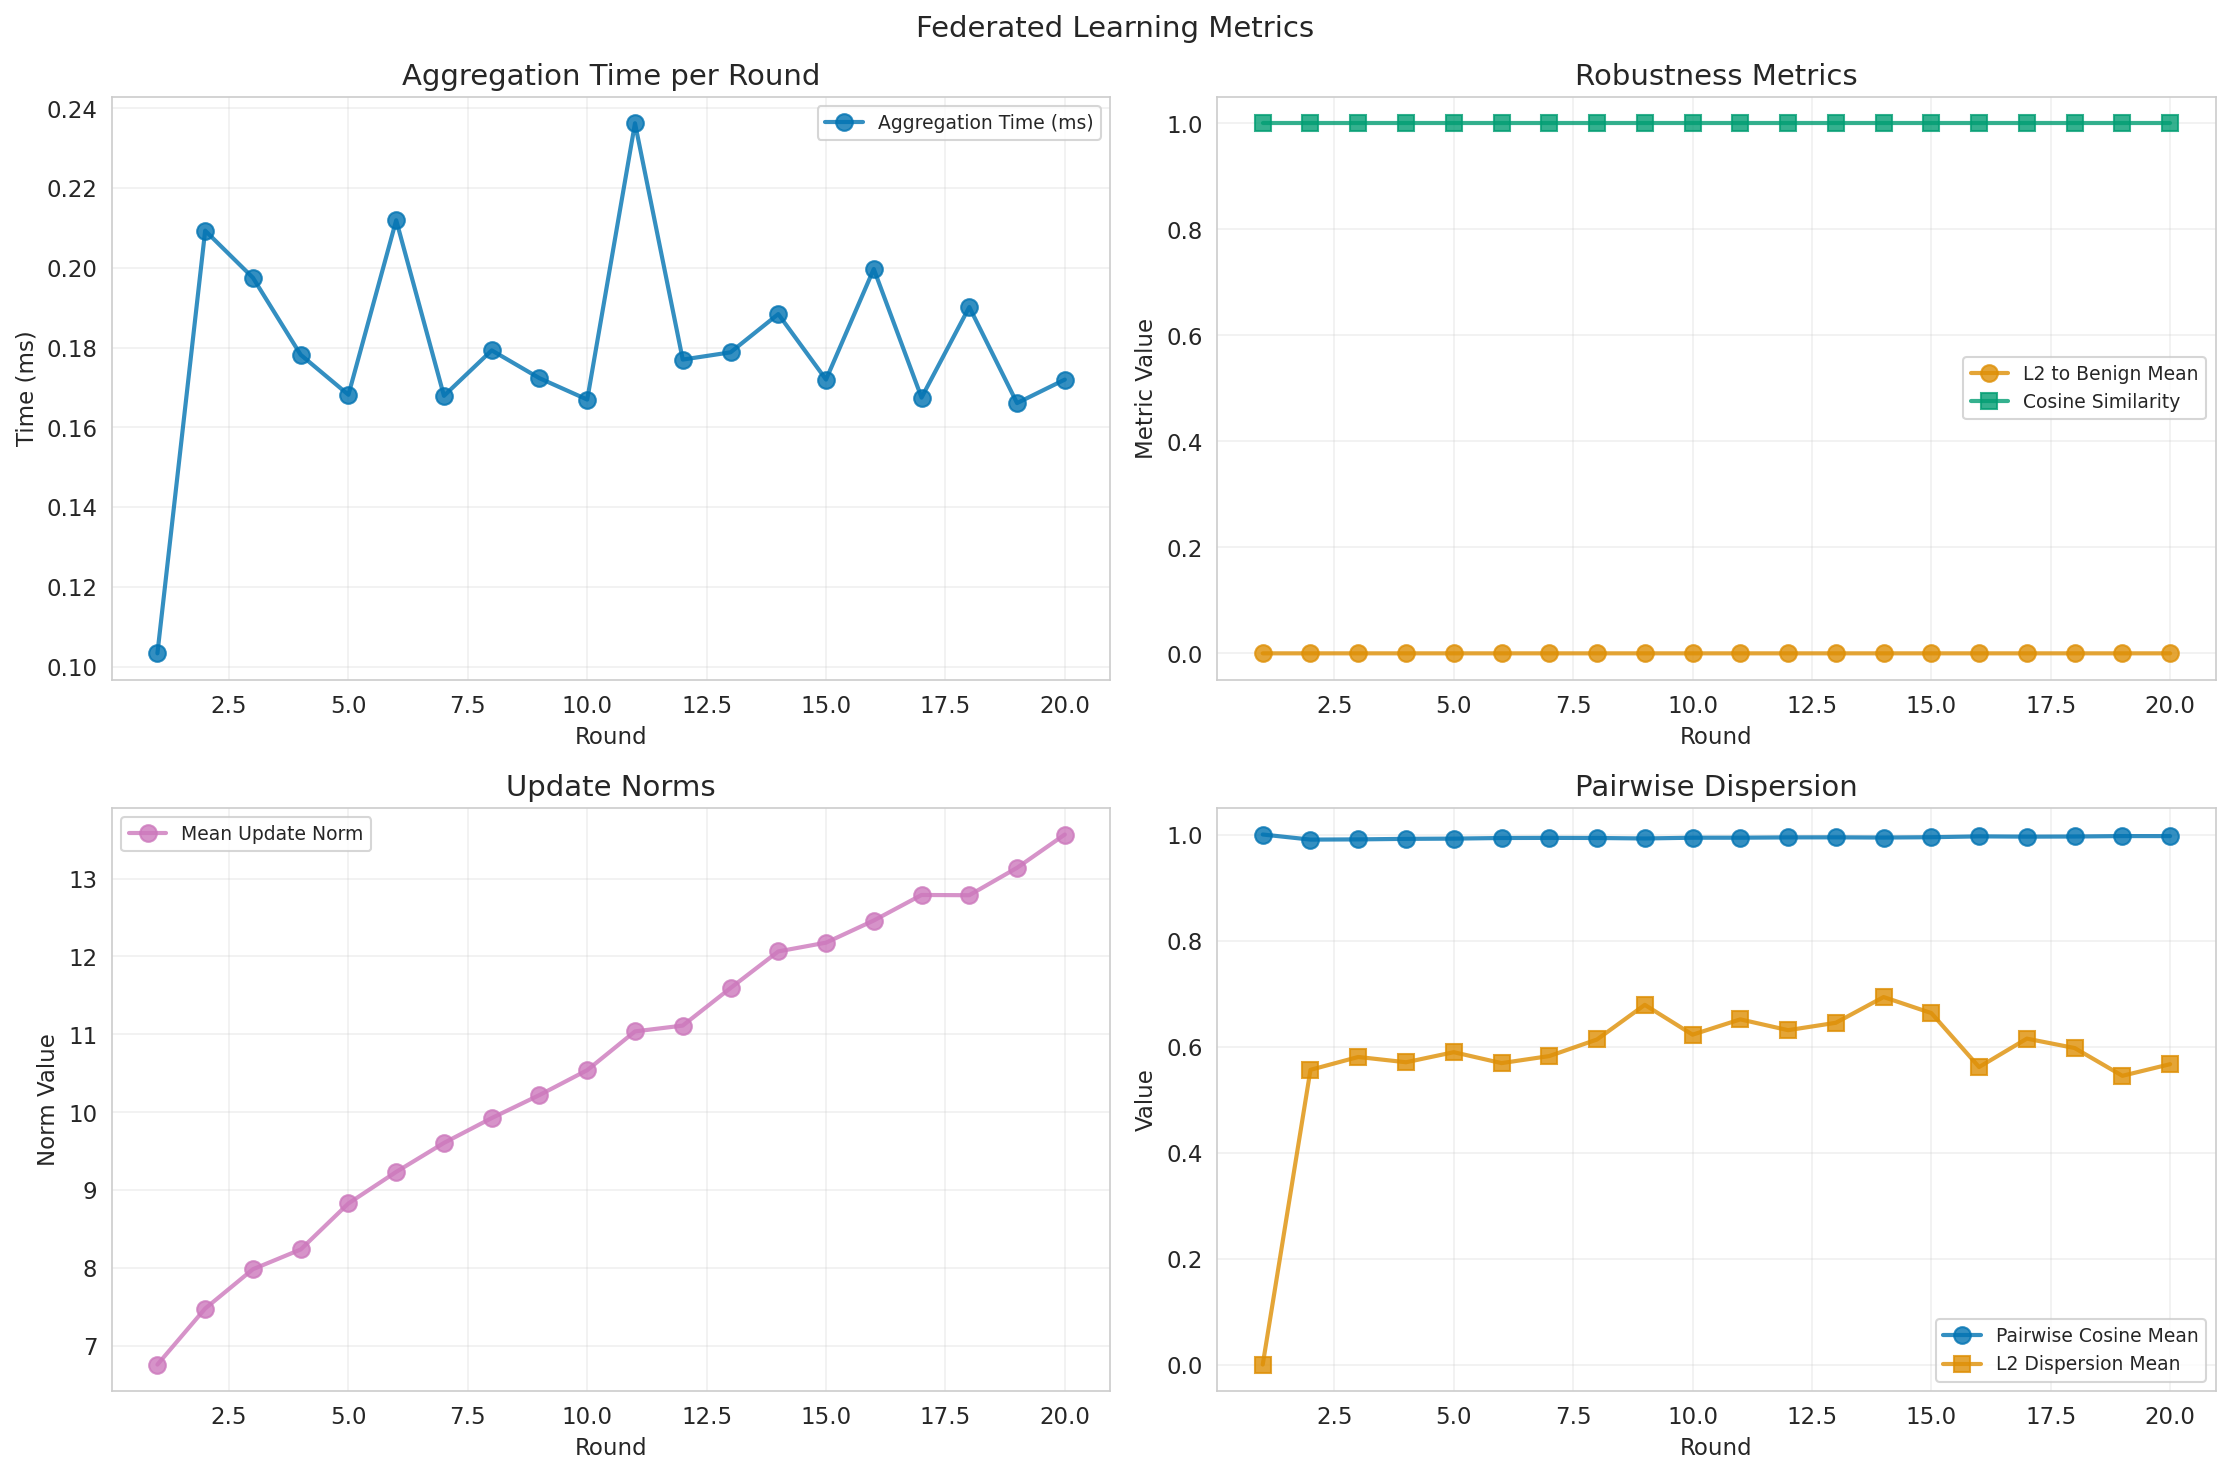 Federated Learning Metrics
Aggregation Time per Round
Aggregation Time (ms)
Time (ms)
0.24
0.22
0.20
0.18
0.16
0.14
0.12
0.10
2.5 5.0 7.5 10.0 12.5 15.0 17.5 20.0
Round
Robustness Metrics
Metric Value
1.0
0.8
0.6
0.4
0.2
0.0
L2 to Benign Mean
Cosine Similarity
2.5 5.0 7.5 10.0 12.5 15.0 17.5 20.0
Round
Update Norms
Mean Update Norm
Norm Value
13
12
11
10
9
8
7
2.5 5.0 7.5 10.0 12.5 15.0 17.5 20.0
Round
Pairwise Dispersion
Value
1.0
0.8
0.6
0.4
0.2
0.0
Pairwise Cosine Mean
L2 Dispersion Mean
2.5 5.0 7.5 10.0 12.5 15.0 17.5 20.0
Round